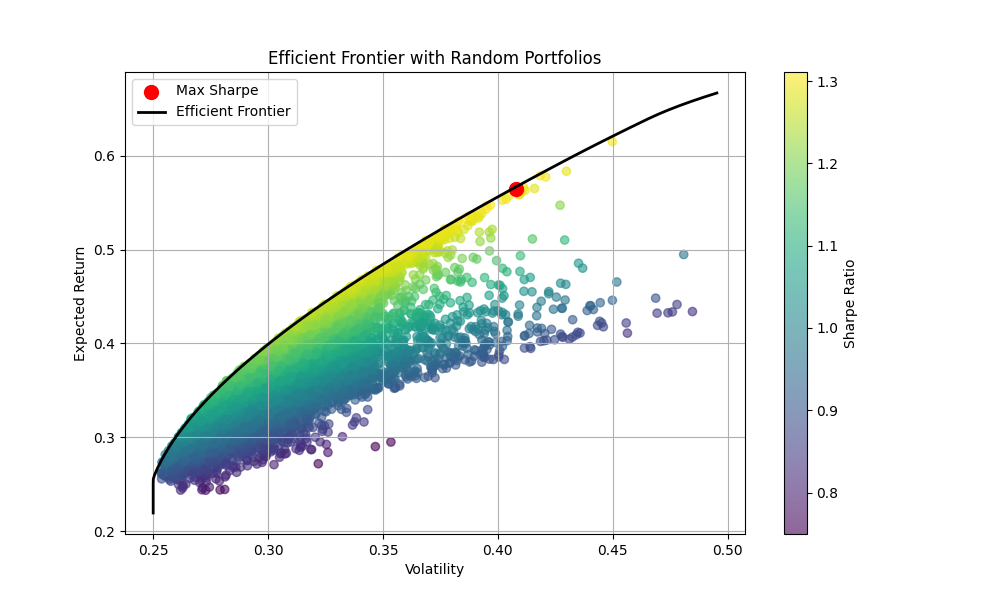 Efficient Frontier with Random Portfolios
Max Sharpe
Efficient Frontier
Expected Return
0.6
0.5
0.4
0.3
0.2
0.25 0.30 0.35 0.40 0.45 0.50
Volatility
1.3
1.2
1.1
1.0
0.9
0.8
Sharpe Ratio